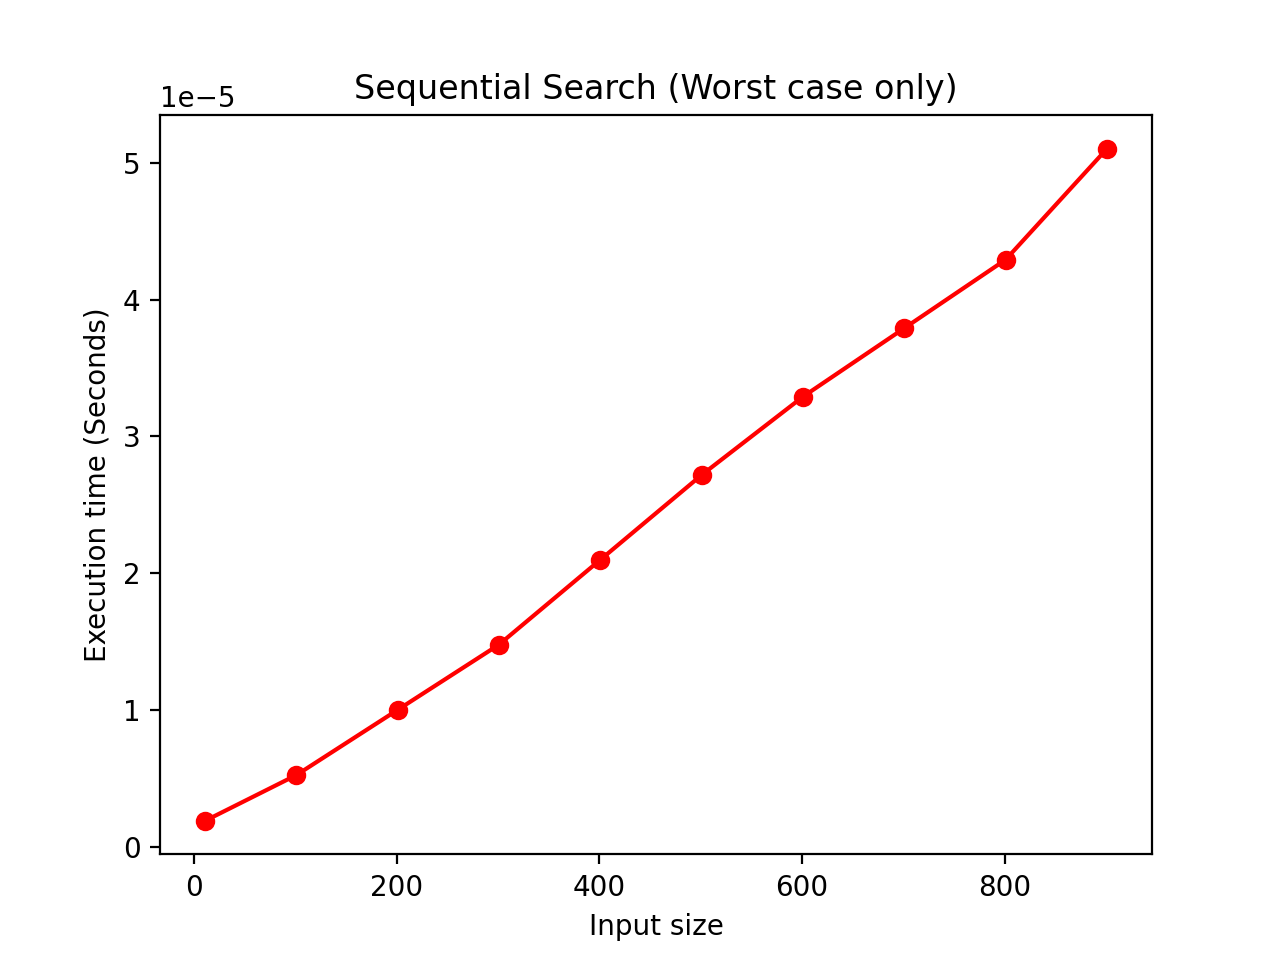 Sequential Search (Worst case only)
1e−5
5
4
3
2
1
0
Execution time (Seconds)
0 200 400 600 800
Input size